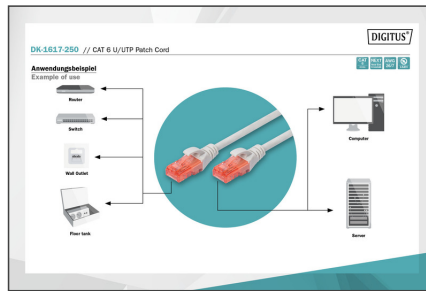 DIGITUS®
DK-1617-250 // CAT 6 U/UTP Patch Cord
Anwendungsbeispiel
Example of use
Router
Switch
Wall Outlet
Floor tank
Computer
Server